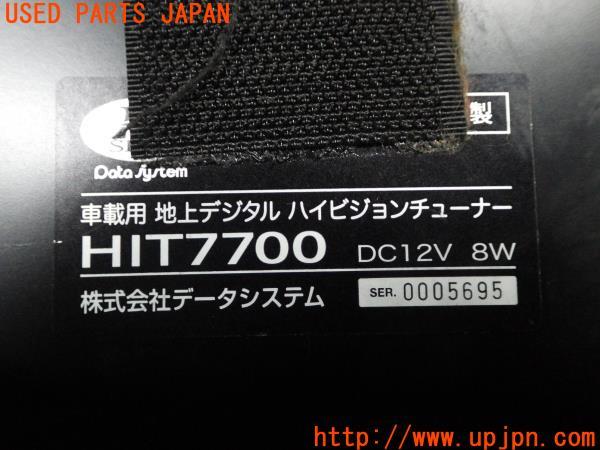 USED PARTS JAPAN
製
Data System
車載用 地上デジタル ハイビジョンチューナー
HIT7700 DC12V 8W
株式会社データシステム SER. 0005695
http://www.upjpn.com